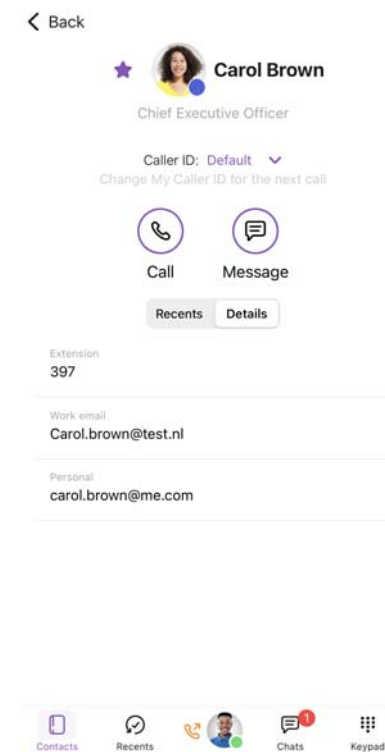 Back
Carol Brown
Chief Executive Officer
Caller ID: Default
Change My Caller ID for the next call
Call Message
Recents Details
Extension
397
Work email
Carol.brown@test.nl
Personal
carol.brown@me.com
1
Contacts Recents Chats Keypad